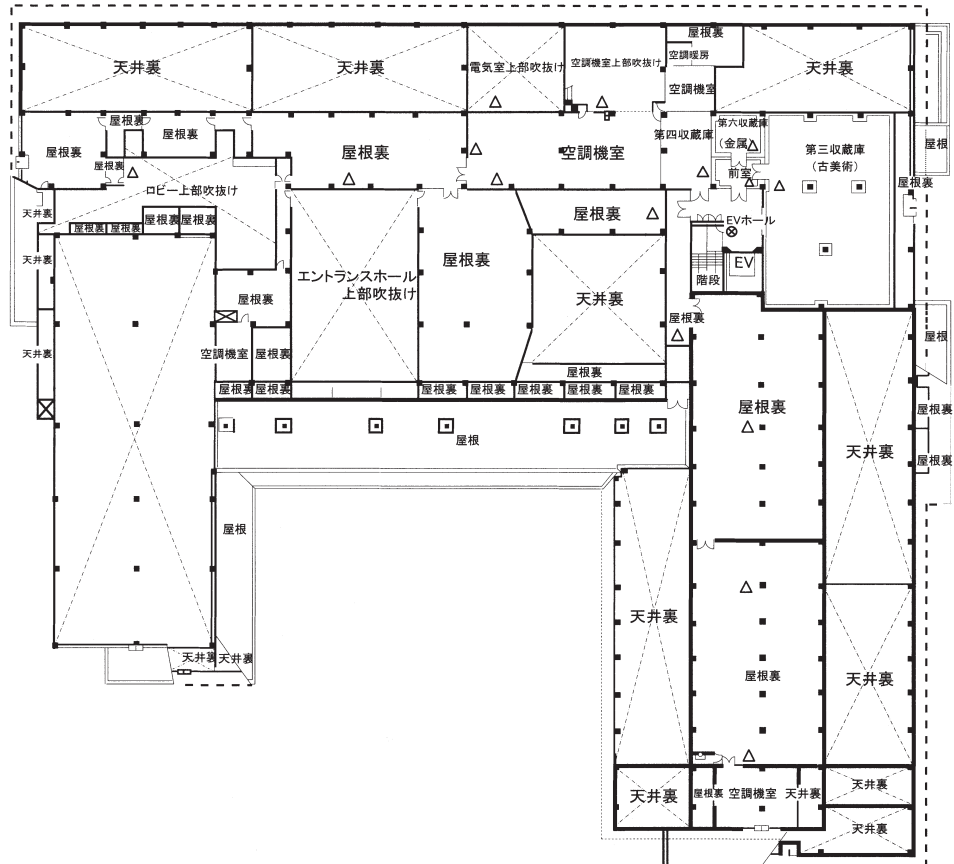 屋根裏
天井裏
天井裏
電気室上部吹抜け
空調機室上部吹抜け
空調暖房
空調機室
天井裏
屋根裏
屋根裏
屋根裏
屋根裏
屋根裏
空調機室
第四収蔵庫
第六収蔵庫
(金属)
前室
第三収蔵庫
(古美術)
屋根
屋根裏
ロビー上部吹抜け
天井裏
屋根裏
屋根裏
屋根裏
屋根裏
屋根裏
EVホール
EV
階段
天井裏
エントランスホール
上部吹抜け
屋根裏
天井裏
屋根裏
屋根裏
屋根
天井裏
空調機室
屋根裏
屋根裏
屋根裏
屋根裏
屋根裏
屋根裏
屋根裏
屋根裏
屋根裏
屋根裏
屋根裏
屋根
天井裏
屋根裏
屋根
天井裏
天井裏
屋根裏
天井裏
天井裏
天井裏
天井裏
屋根裏
空調機室
天井裏
天井裏
天井裏